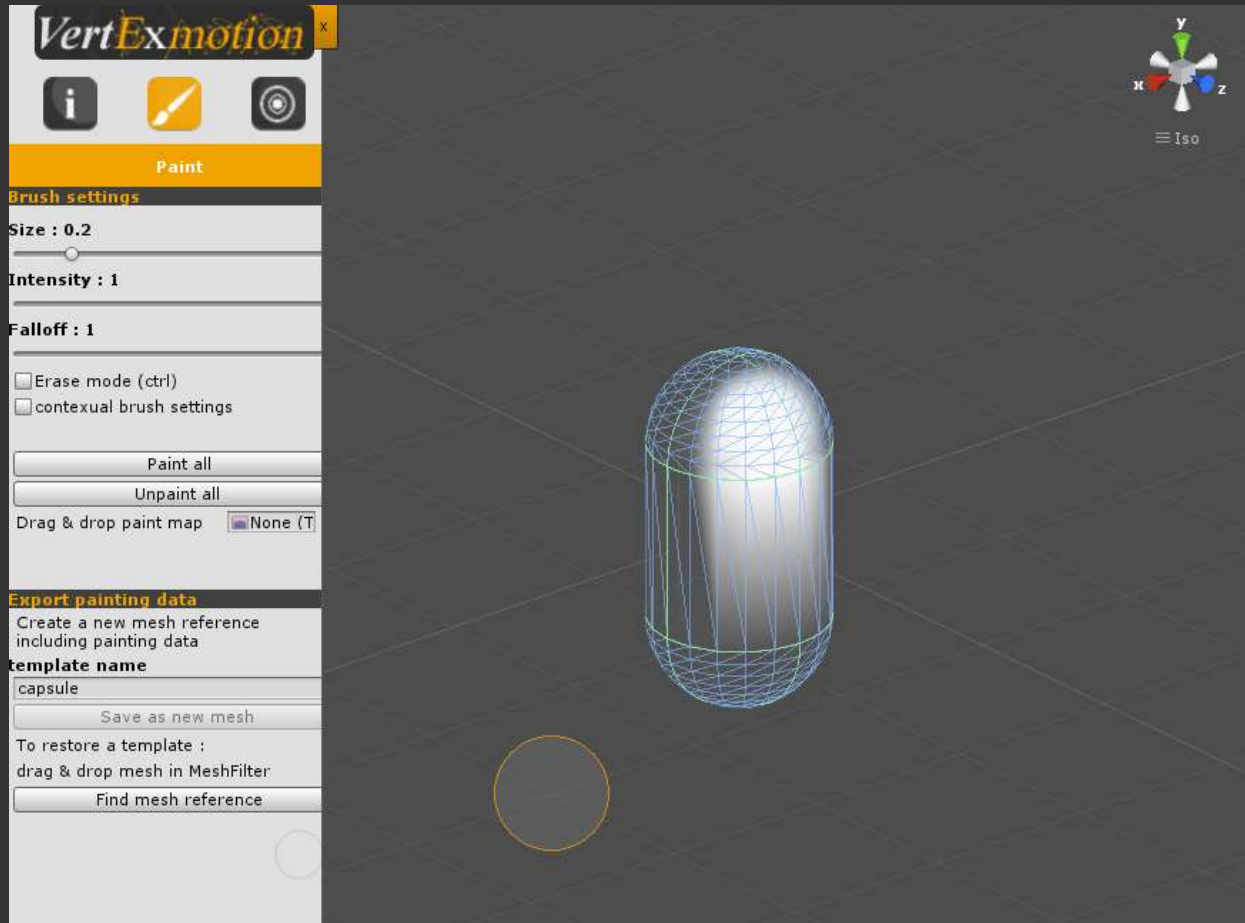 VertExmotion
x
i
Paint
Brush settings
Size : 0.2
Intensity : 1
Falloff : 1
Erase mode (ctrl)
contexual brush settings
Paint all
Unpaint all
Drag & drop paint map
None (T
Export painting data
Create a new mesh reference
including painting data
template name
capsule
Save as new mesh
To restore a template :
drag & drop mesh in MeshFilter
Find mesh reference
y
x
z
Iso